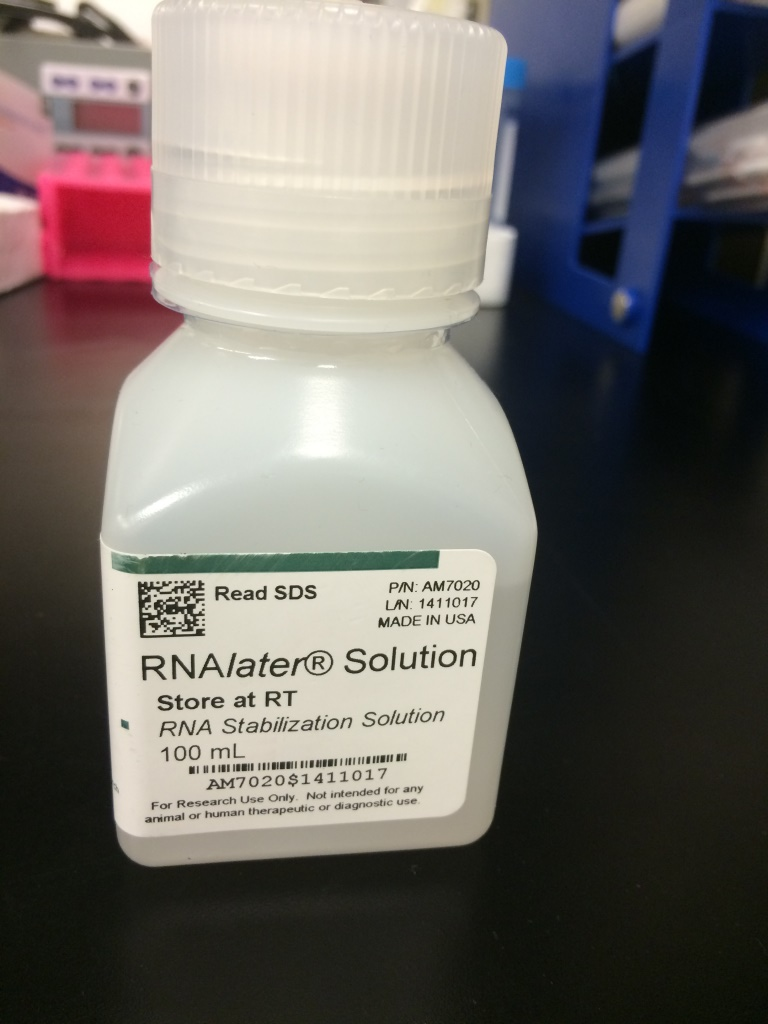 Read SDS
P/N: AM7020
L/N: 1411017
MADE IN USA
RNAlater® Solution
Store at RT
RNA Stabilization Solution
100 mL
AM7020$1411017
For Research Use Only. Not intended for any
animal or human therapeutic or diagnostic use.